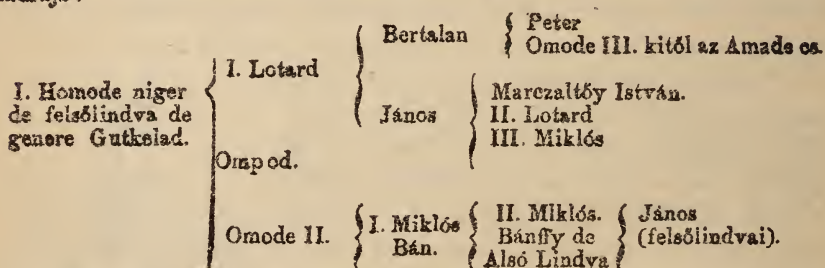 I. Homode niger
de felsőlindva de
genere Gutkelad.
I. Lotard
Bertalan
Peter
Omode III. kitől az Amade cs.
János
Marczaltőy István.
II. Lotard
III. Miklós
Ompod.
Omode II.
I. Miklós
Bán.
II. Miklós.
Bánffy de
Alsó Lindva
János
(felsőlindvai).